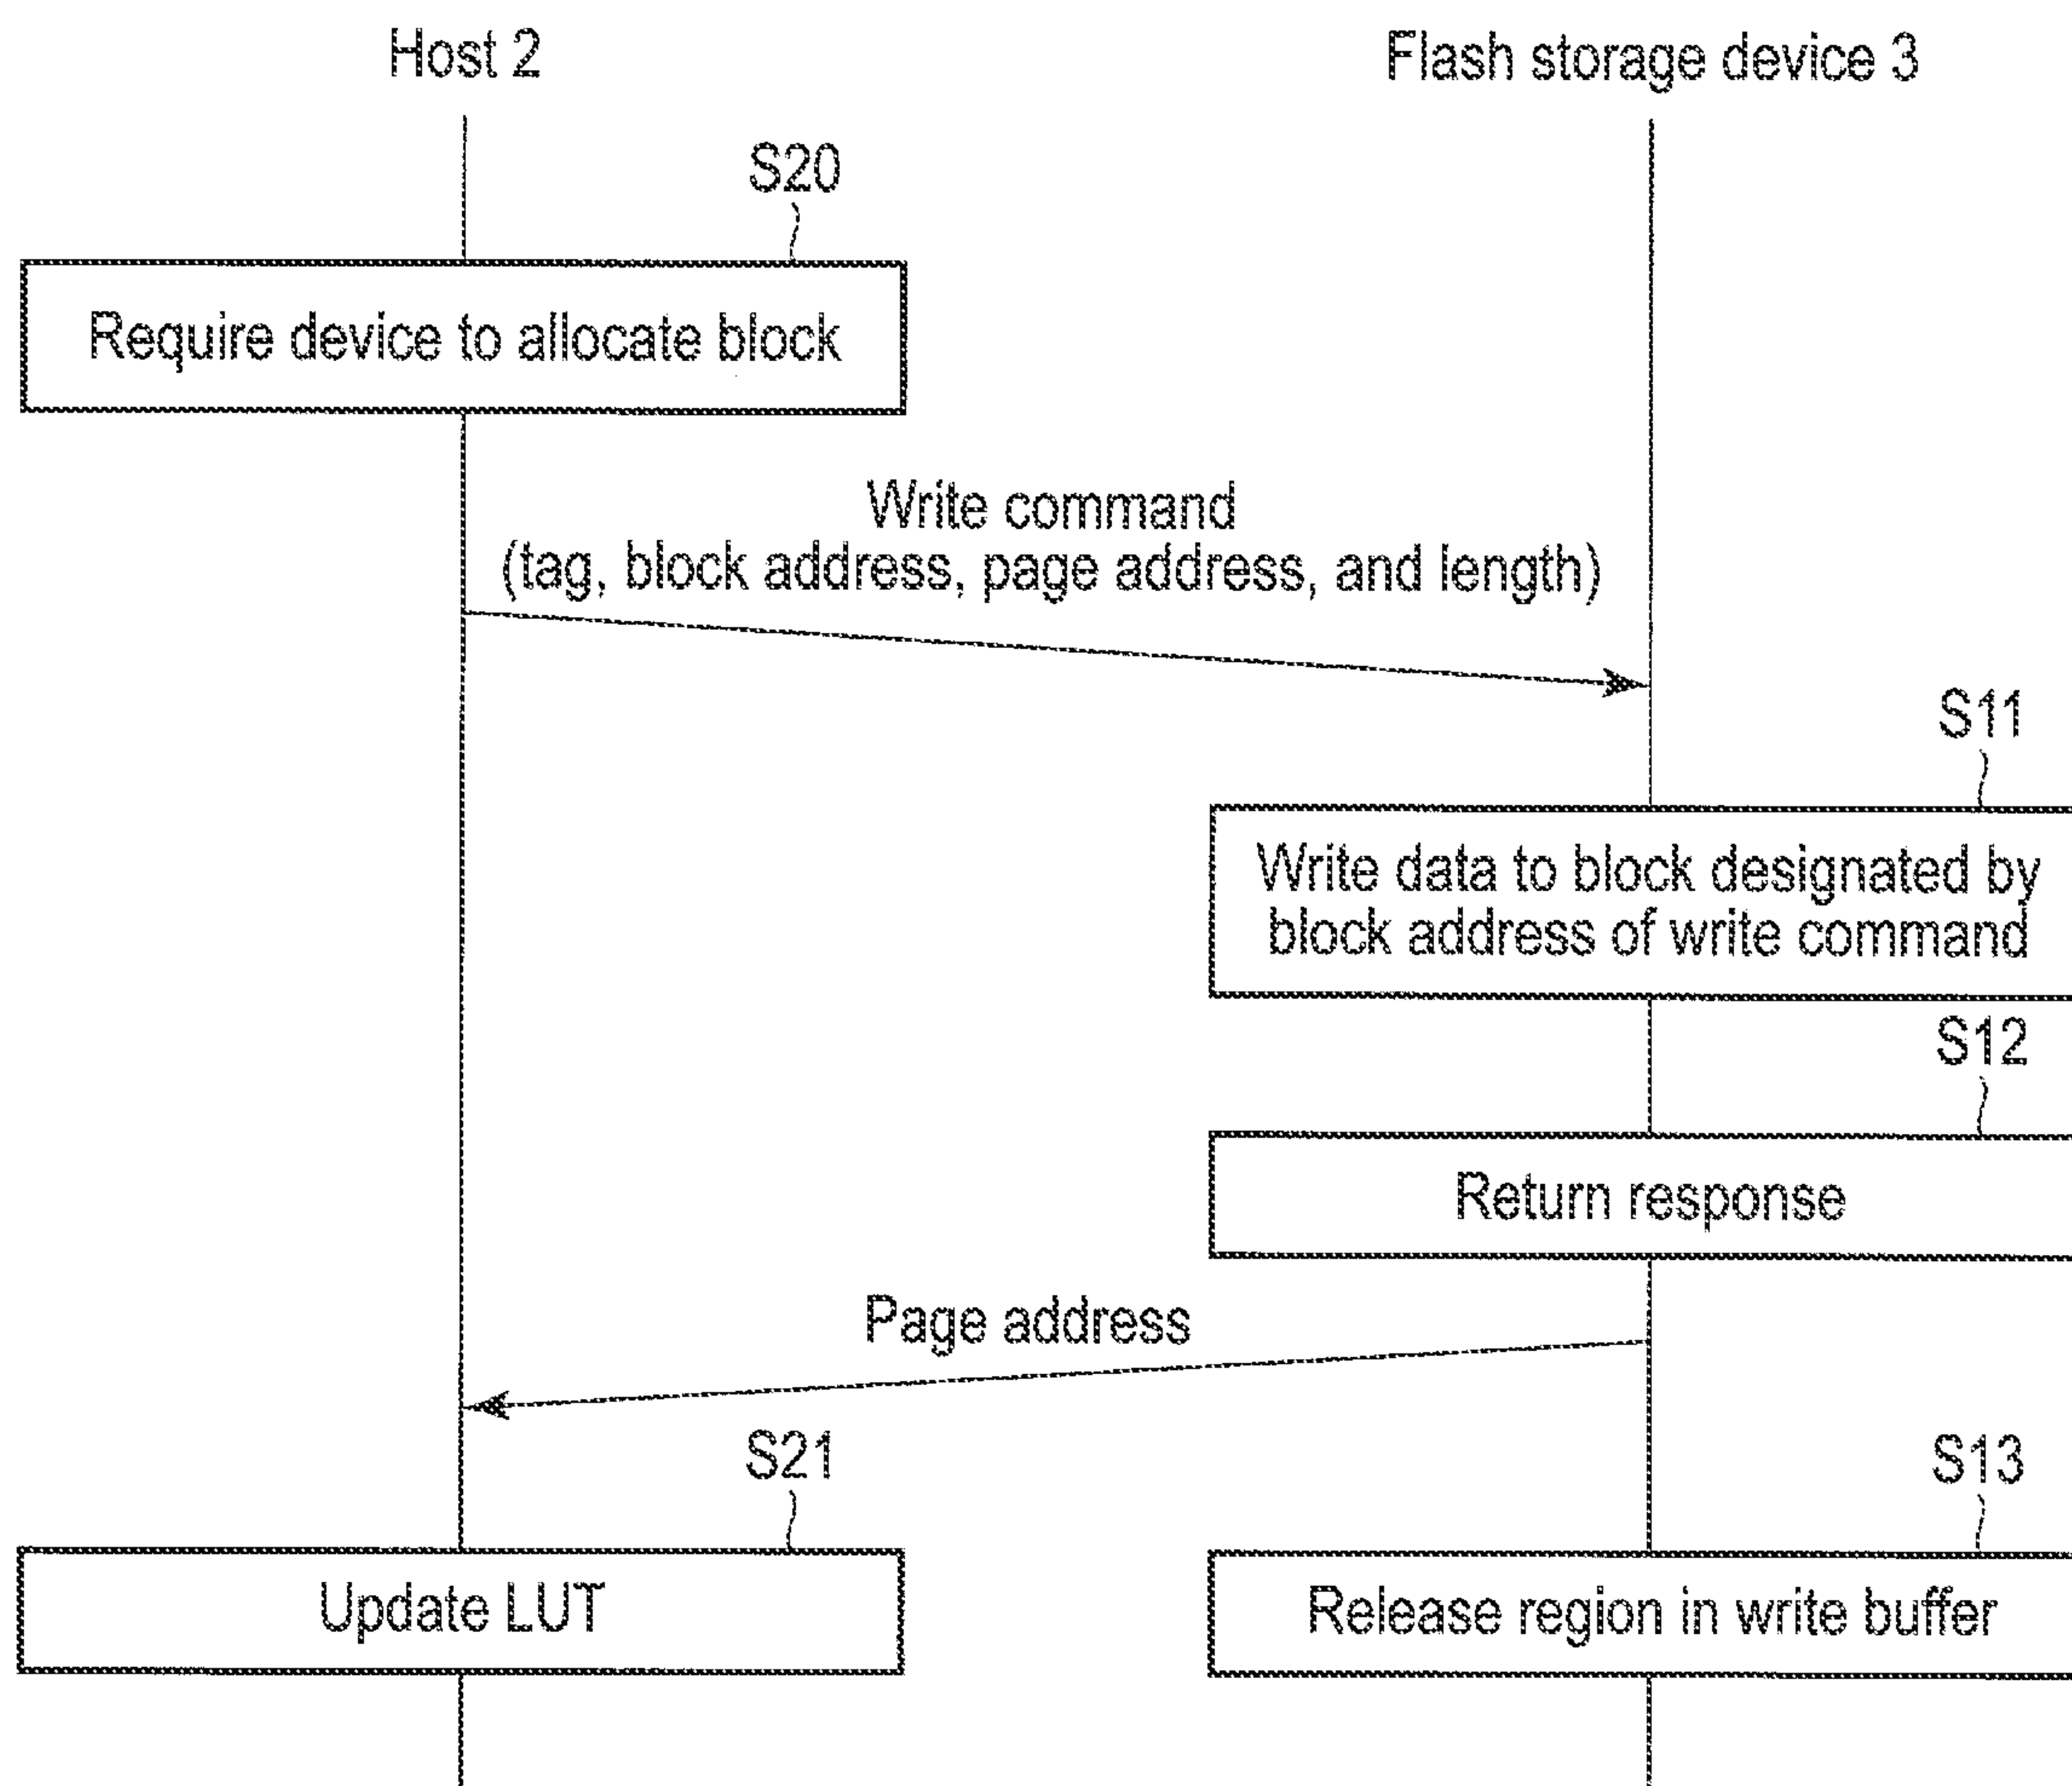 Host 2
Flash storage device 3
S20
Require device to allocate block
Write command
(tag, block address, page address, and length)
S11
Write data to block designated by
block address of write command
S12
Return response
Page address
S21
S13
Update LUT
Release region in write buffer